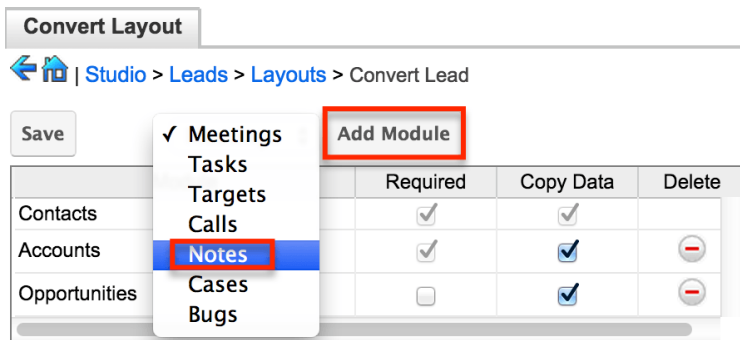 Convert Layout
| Studio > Leads > Layouts > Convert Lead
Save
✓ Meetings
Tasks
Targets
Calls
Notes
Cases
Bugs
Add Module
Required Copy Data Delete
Contacts
Accounts
Opportunities